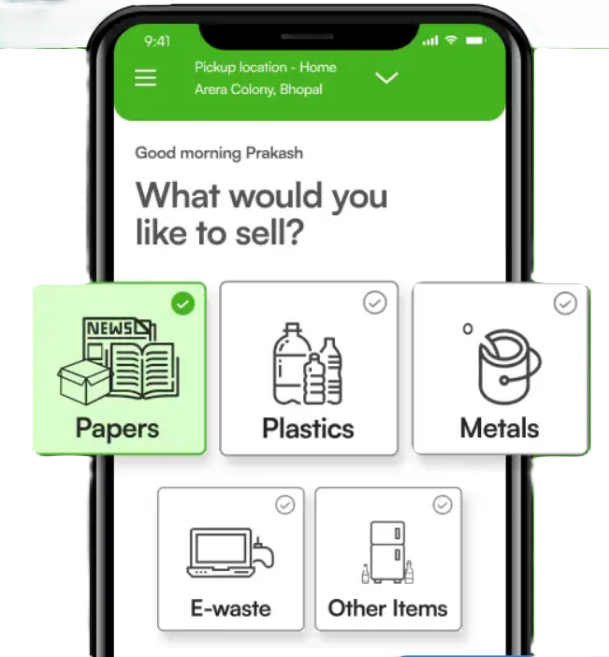 9:41
Pickup location - Home
Arera Colony, Bhopal
Good morning Prakash
What would you
like to sell?
NEWS
Papers
Plastics
Metals
E-waste
Other Items